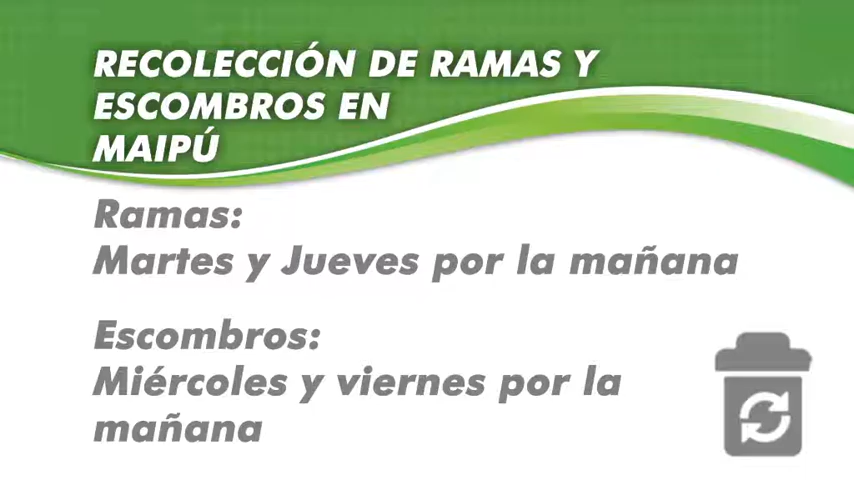 RECOLECCIÓN DE RAMAS Y
ESCOMBROS EN
MAIPÚ
Ramas:
Martes y Jueves por la mañana
Escombros:
Miércoles y viernes por la
mañana